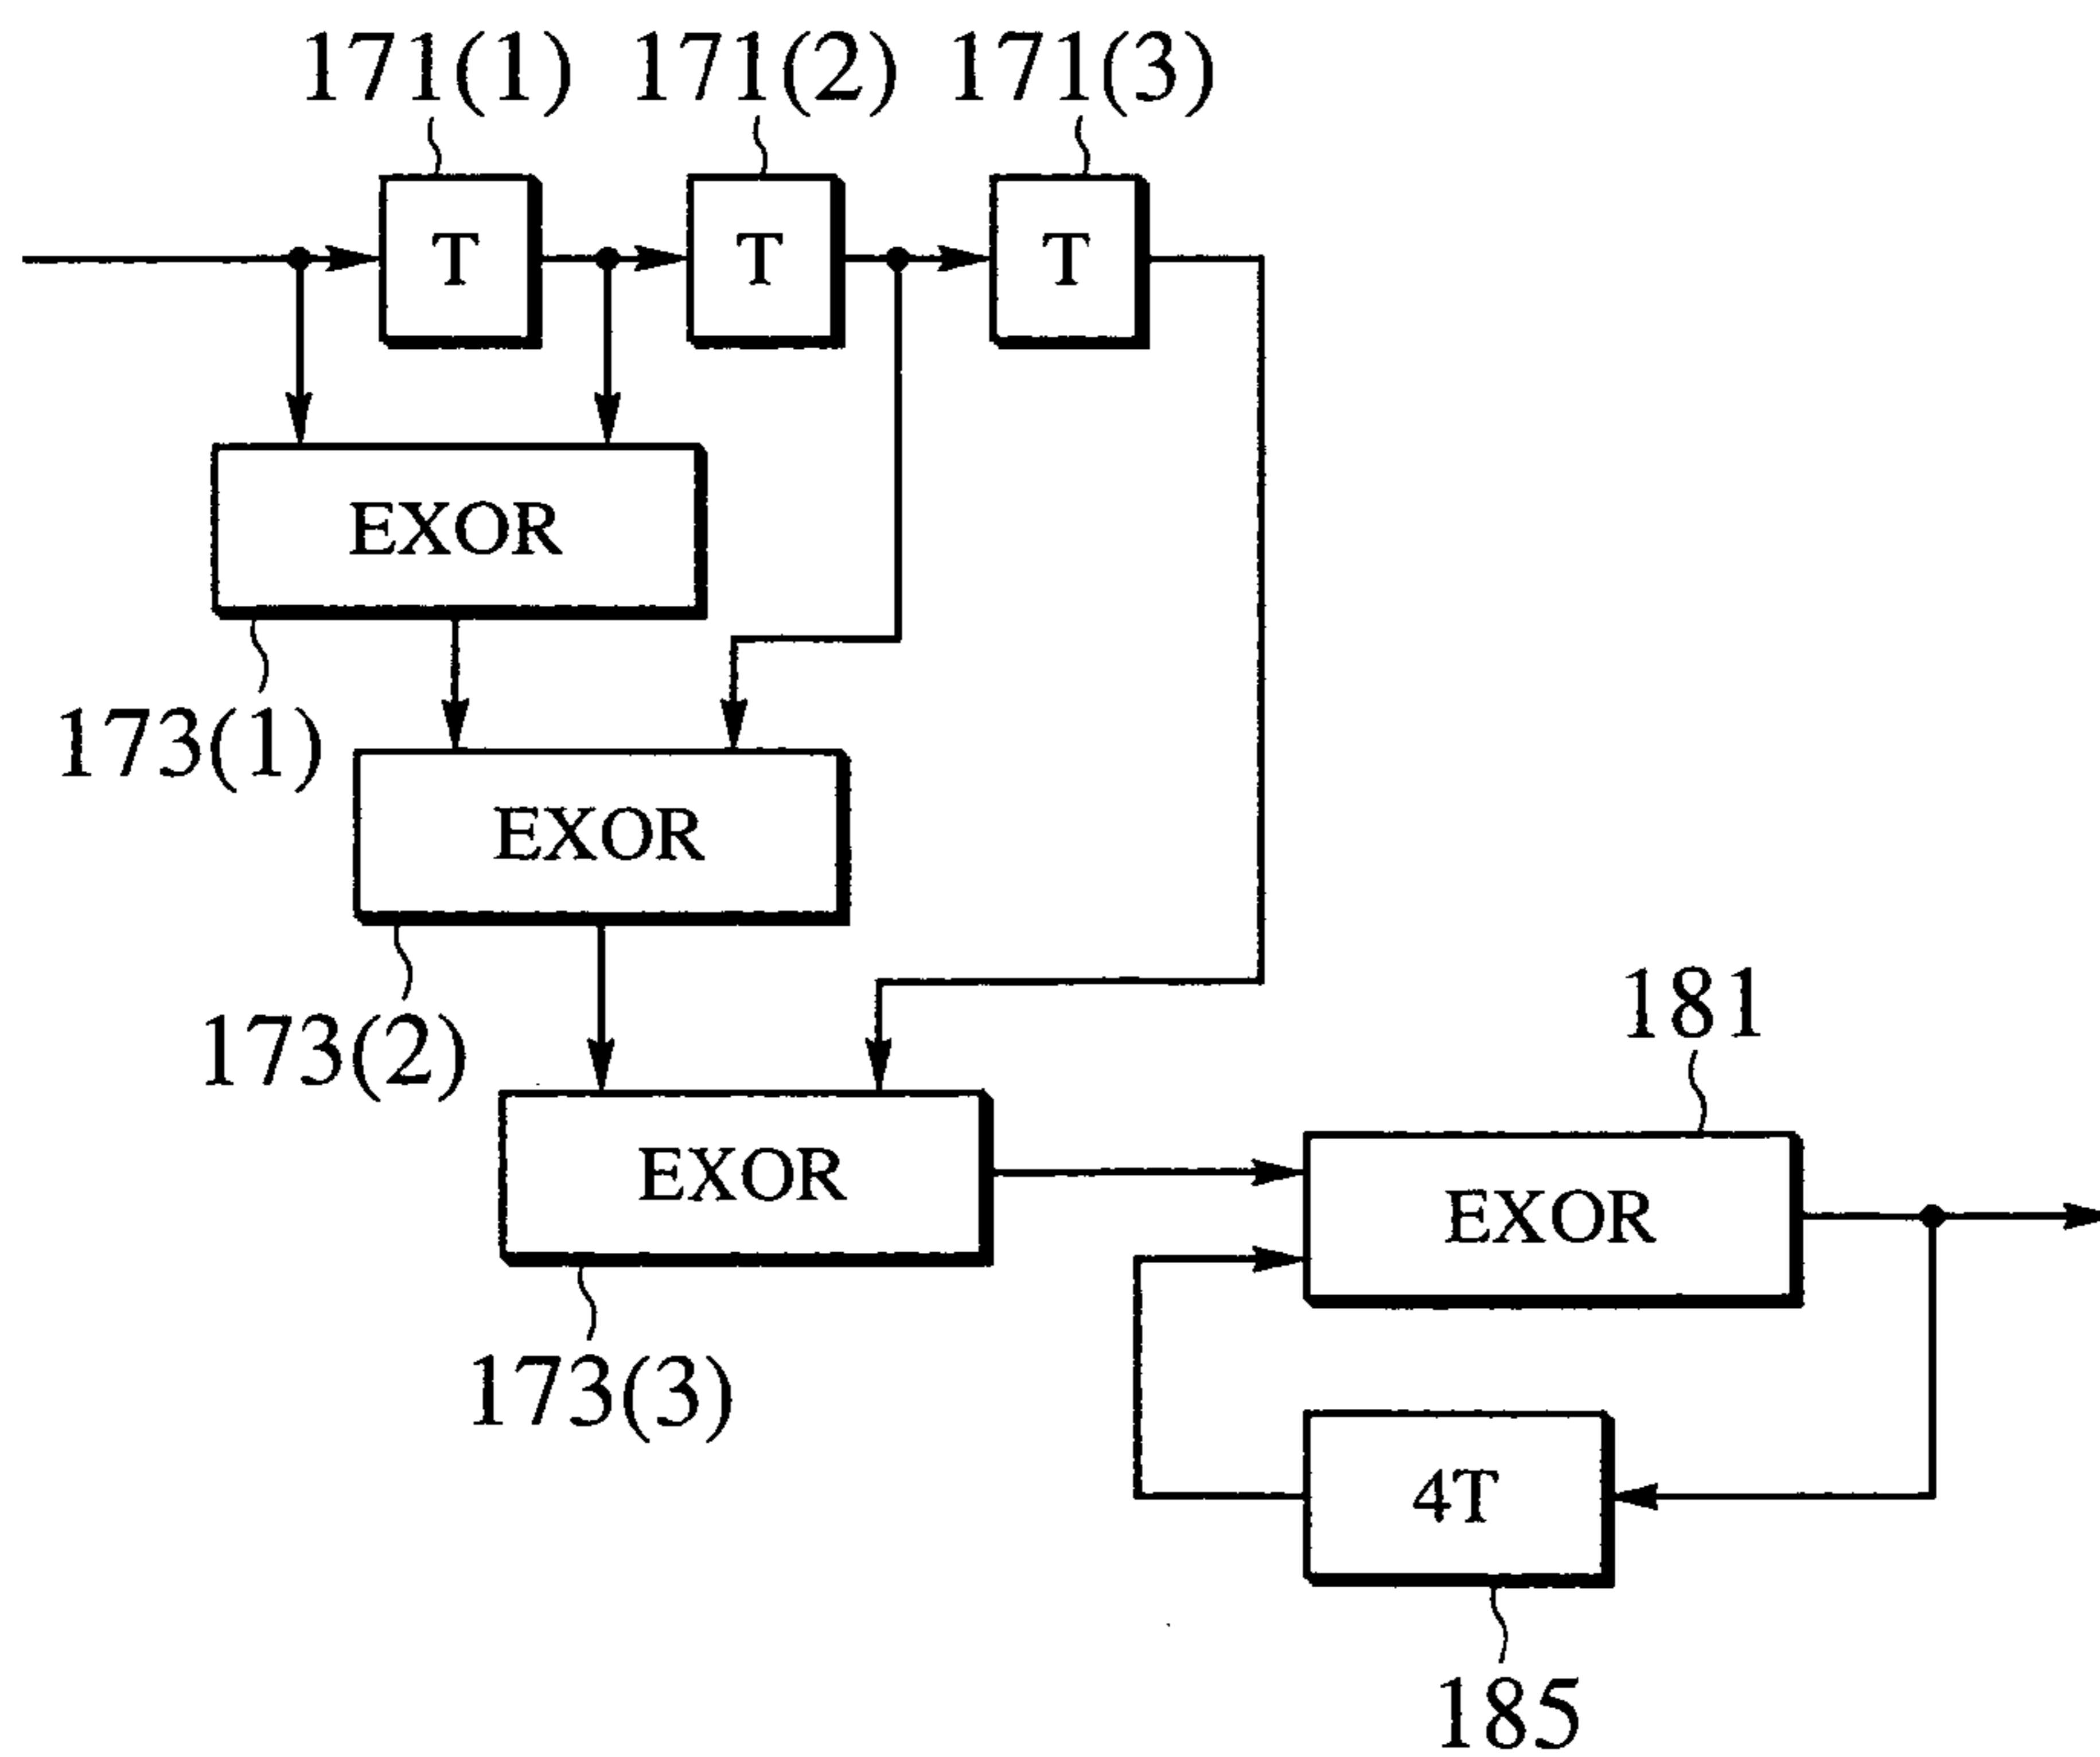 171(1) 171(2) 171(3)
T T T
EXOR
173(1)
EXOR
173(2)
181
EXOR
EXOR
173(3)
4T
185